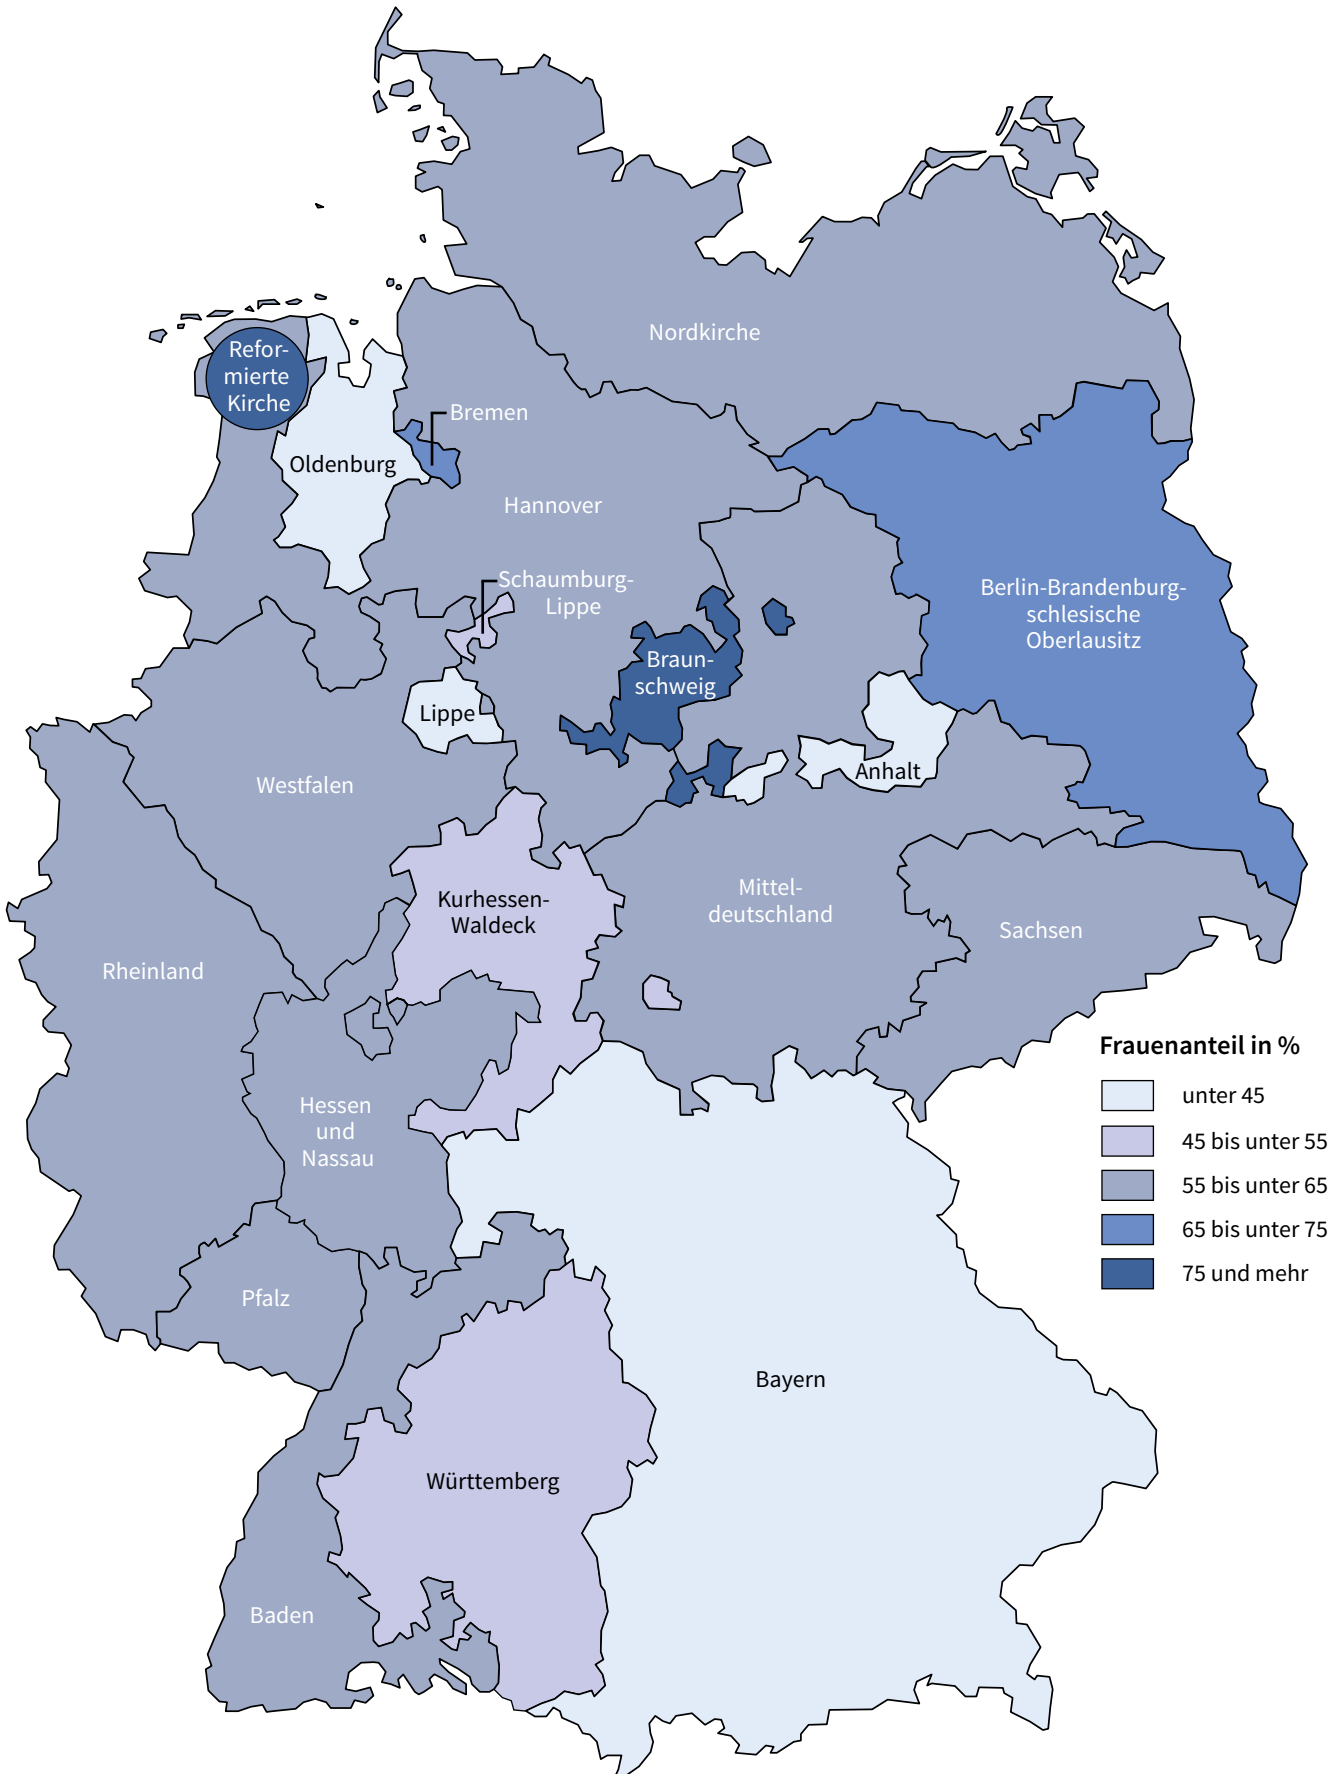 Nordkirche
Refor-
mierte
Kirche
Bremen
Oldenburg
Hannover
Schaumburg-
Lippe
Berlin-Brandenburg-
schlesische
Oberlausitz
Braun-
schweig
Lippe
Anhalt
Westfalen
Kurhessen-
Waldeck
Mittel-
deutschland
Sachsen
Rheinland
Hessen
und
Nassau
Pfalz
Bayern
Württemberg
Baden
Frauenanteil in %
unter 45
45 bis unter 55
55 bis unter 65
65 bis unter 75
75 und mehr